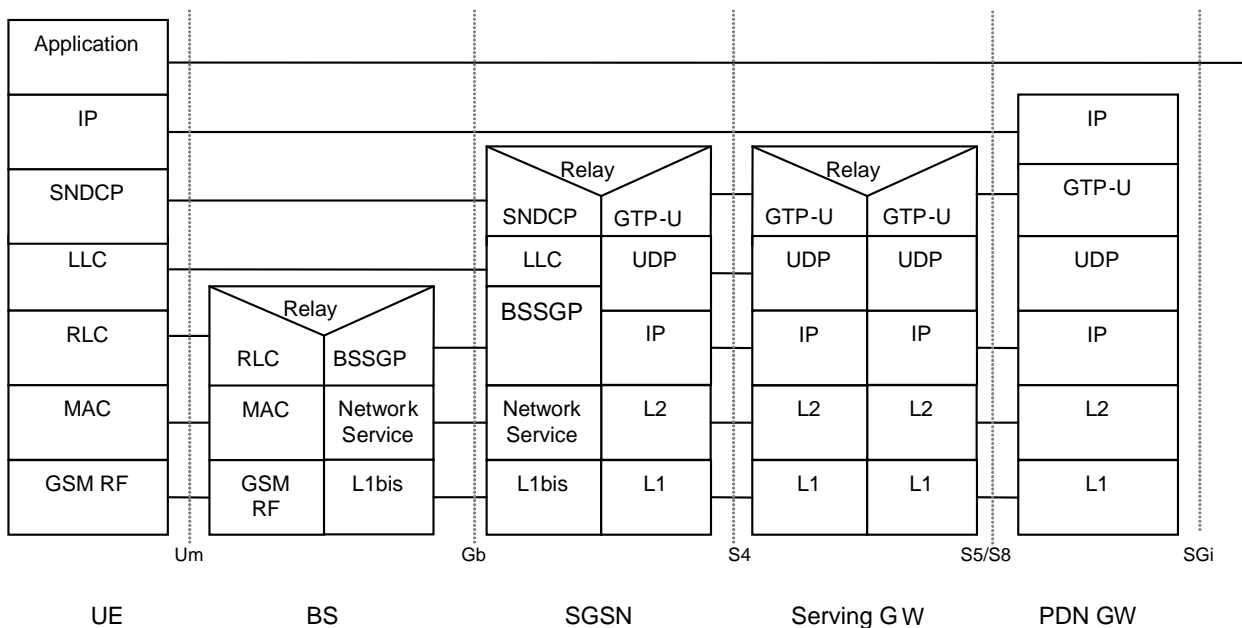 Application
IP
IP
Relay
Relay
SNDCP
GTP-U
SNDCP
GTP-U
GTP-U
GTP-U
LLC
LLC
UDP
UDP
UDP
UDP
Relay
BSSGP
RLC
IP
IP
IP
IP
RLC
BSSGP
MAC
MAC
Network
Service
Network
Service
L2
L2
L2
L2
GSM RF
GSM
RF
L1bis
L1bis
L1
L1
L1
L1
Um
Gb
S4
S5/S8
SGi
UE
BS
SGSN
Serving GW
PDN GW